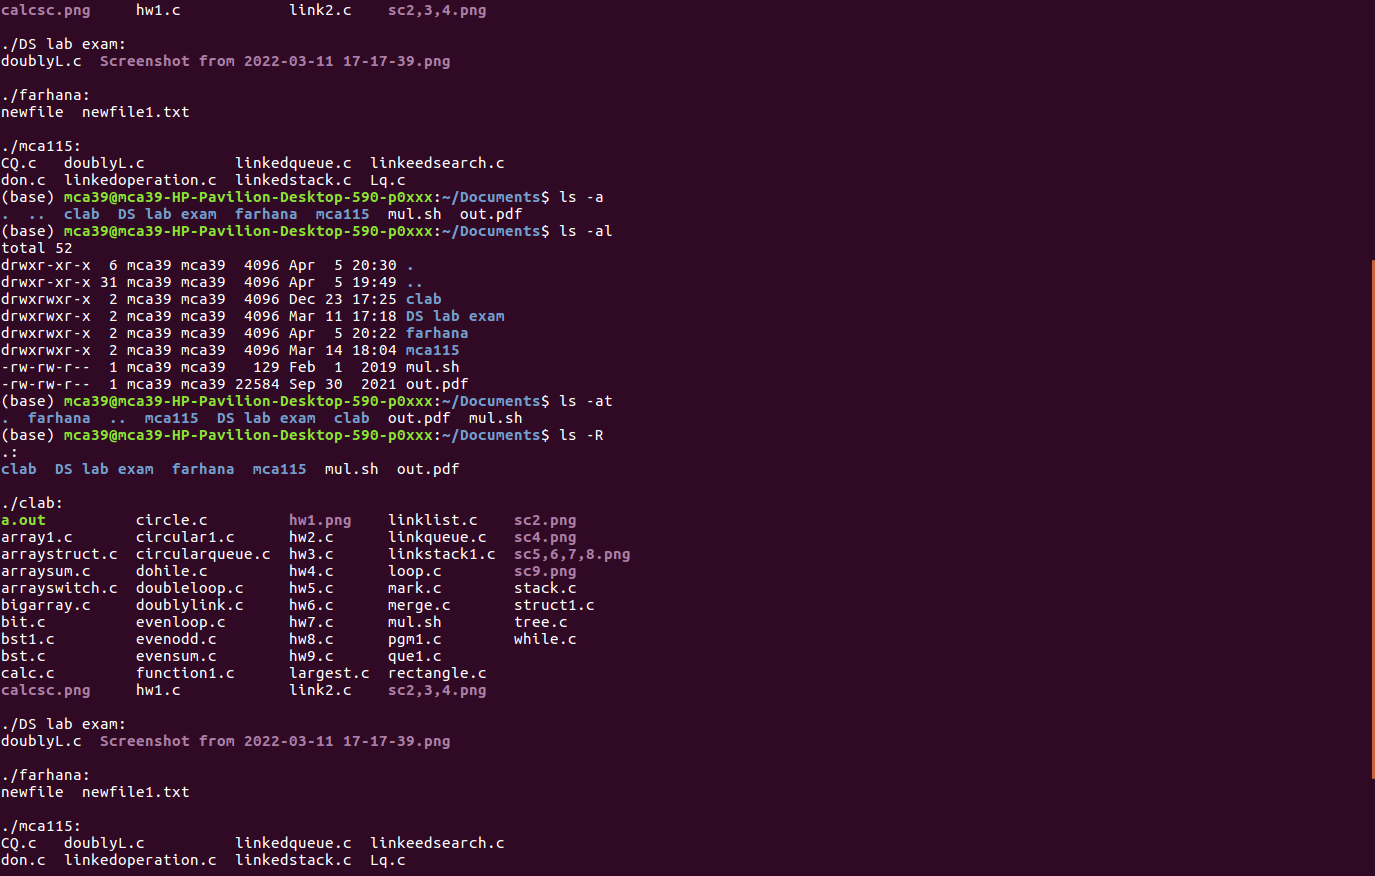 calcsc.png     hw1.c            link2.c    sc2,3,4.png

./DS lab exam:
doublyL.c  Screenshot from 2022-03-11 17-17-39.png

./farhana:
newfile  newfile1.txt

./mca115:
CQ.c   doublyL.c          linkedqueue.c  linkeedsearch.c
don.c  linkedoperation.c  linkedstack.c  Lq.c
(base) mca39@mca39-HP-Pavilion-Desktop-590-p0xxx:~/Documents$ ls -a
.  ..  clab  DS lab exam  farhana  mca115  mul.sh  out.pdf
(base) mca39@mca39-HP-Pavilion-Desktop-590-p0xxx:~/Documents$ ls -al
total 52
drwxr-xr-x  6 mca39 mca39  4096 Apr  5 20:30 .
drwxr-xr-x 31 mca39 mca39  4096 Apr  5 19:49 ..
drwxrwxr-x  2 mca39 mca39  4096 Dec 23 17:25 clab
drwxrwxr-x  2 mca39 mca39  4096 Mar 11 17:18 DS lab exam
drwxrwxr-x  2 mca39 mca39  4096 Apr  5 20:22 farhana
drwxrwxr-x  2 mca39 mca39  4096 Mar 14 18:04 mca115
-rw-rw-r--  1 mca39 mca39   129 Feb  1  2019 mul.sh
-rw-rw-r--  1 mca39 mca39 22584 Sep 30  2021 out.pdf
(base) mca39@mca39-HP-Pavilion-Desktop-590-p0xxx:~/Documents$ ls -at
.  farhana  ..  mca115  DS lab exam  clab  out.pdf  mul.sh
(base) mca39@mca39-HP-Pavilion-Desktop-590-p0xxx:~/Documents$ ls -R
.:
clab  DS lab exam  farhana  mca115  mul.sh  out.pdf

./clab:
a.out          circle.c         hw1.png    linklist.c    sc2.png
array1.c       circular1.c      hw2.c      linkqueue.c   sc4.png
arraystruct.c  circularqueue.c  hw3.c      linkstack1.c  sc5,6,7,8.png
arraysum.c     dohile.c         hw4.c      loop.c        sc9.png
arrayswitch.c  doubleloop.c     hw5.c      mark.c        stack.c
bigarray.c     doublylink.c     hw6.c      merge.c       struct1.c
bit.c          evenloop.c       hw7.c      mul.sh        tree.c
bst1.c         evenodd.c        hw8.c      pgm1.c        while.c
bst.c          evensum.c        hw9.c      que1.c
calc.c         function1.c      largest.c  rectangle.c
calcsc.png     hw1.c            link2.c    sc2,3,4.png

./DS lab exam:
doublyL.c  Screenshot from 2022-03-11 17-17-39.png

./farhana:
newfile  newfile1.txt

./mca115:
CQ.c   doublyL.c          linkedqueue.c  linkeedsearch.c
don.c  linkedoperation.c  linkedstack.c  Lq.c